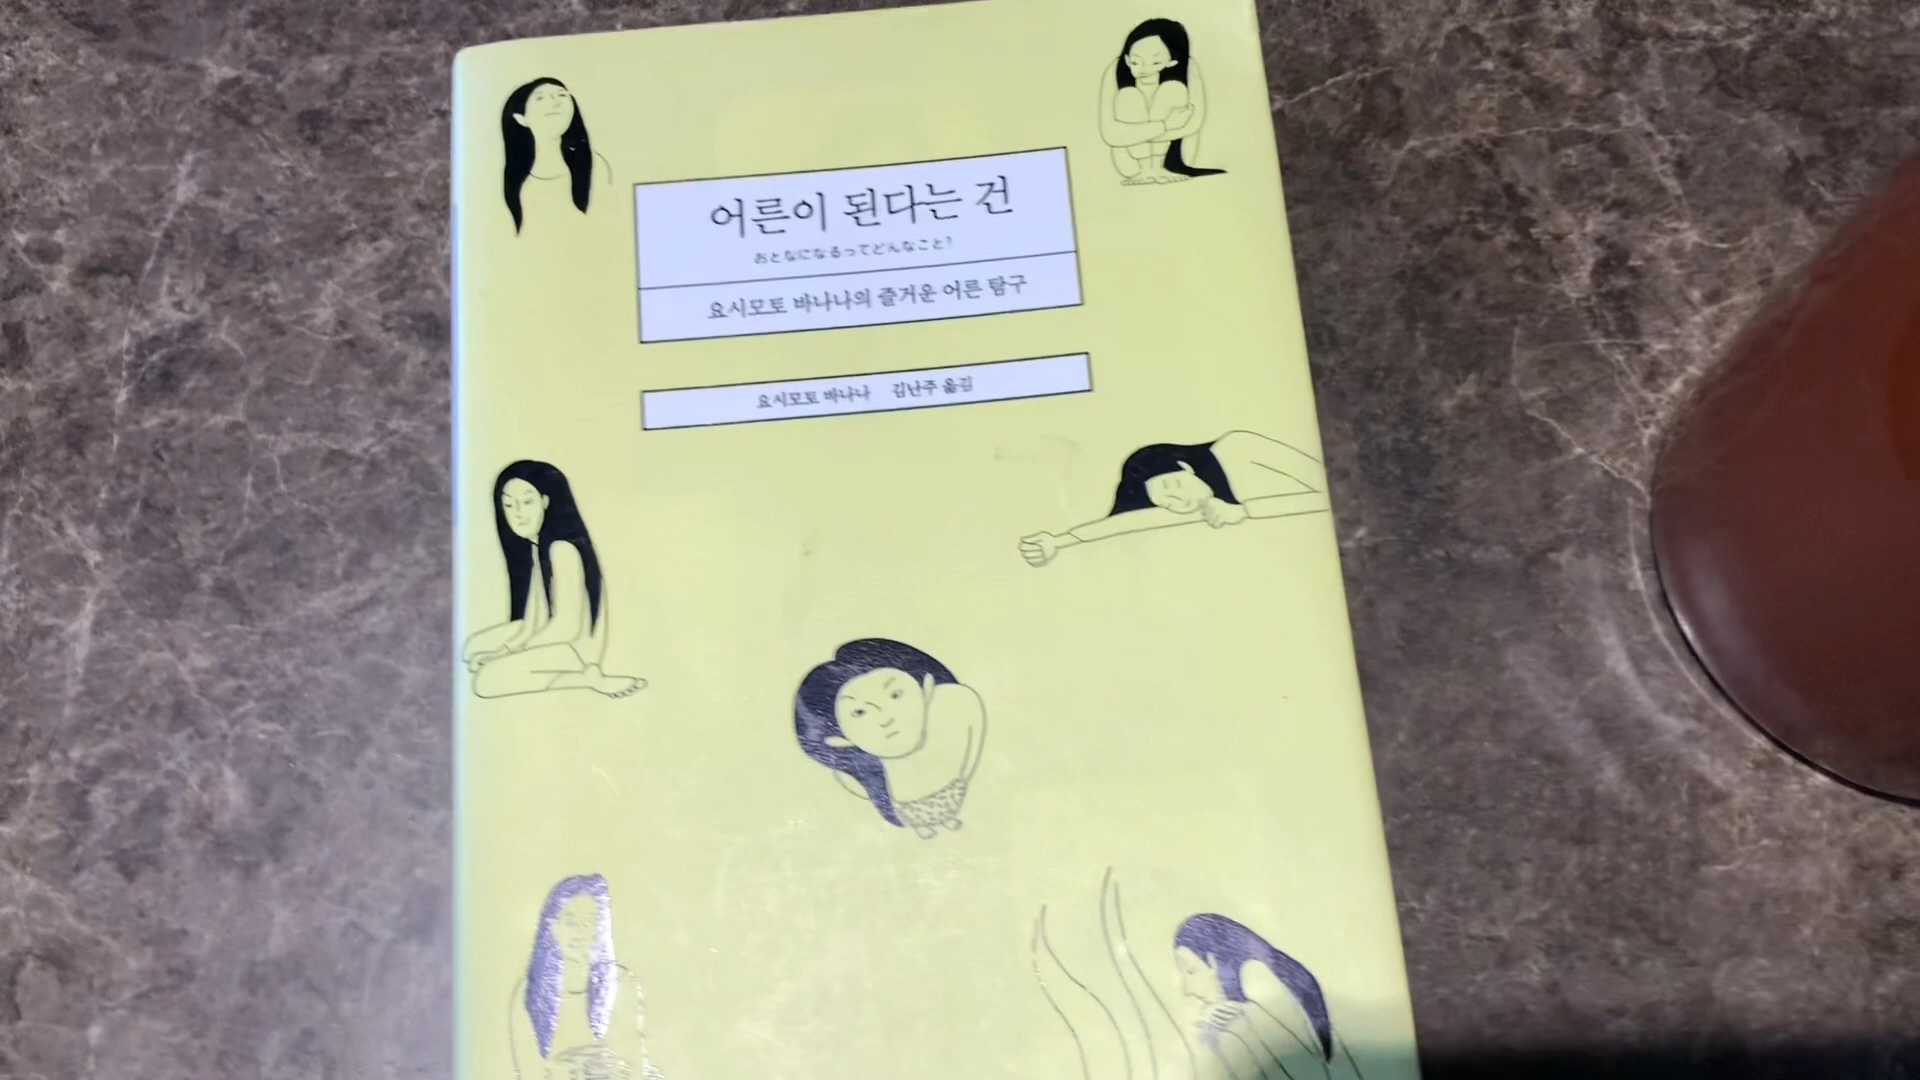 어른이 된다는 건
おとなになるってどんなこと?
요시모토 바나나의 즐거운 어른 탐구
요시모토 바나나 김난주 옮김